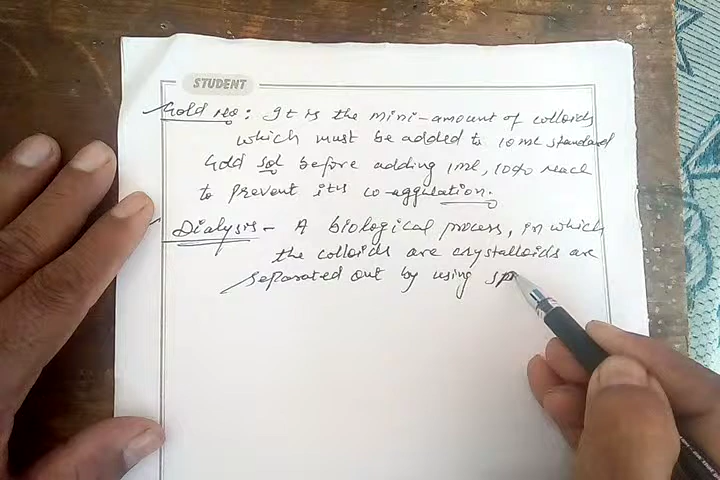 STUDENT
Gold no: It is the mini-amount of colloids
which must be added to 10 ml standard
Gold sol before adding 1ml, 10%
to prevent it's co-aggulation.
Dialysis - A biological process, in which
the colloids are crystalloids are
separated out by using sp